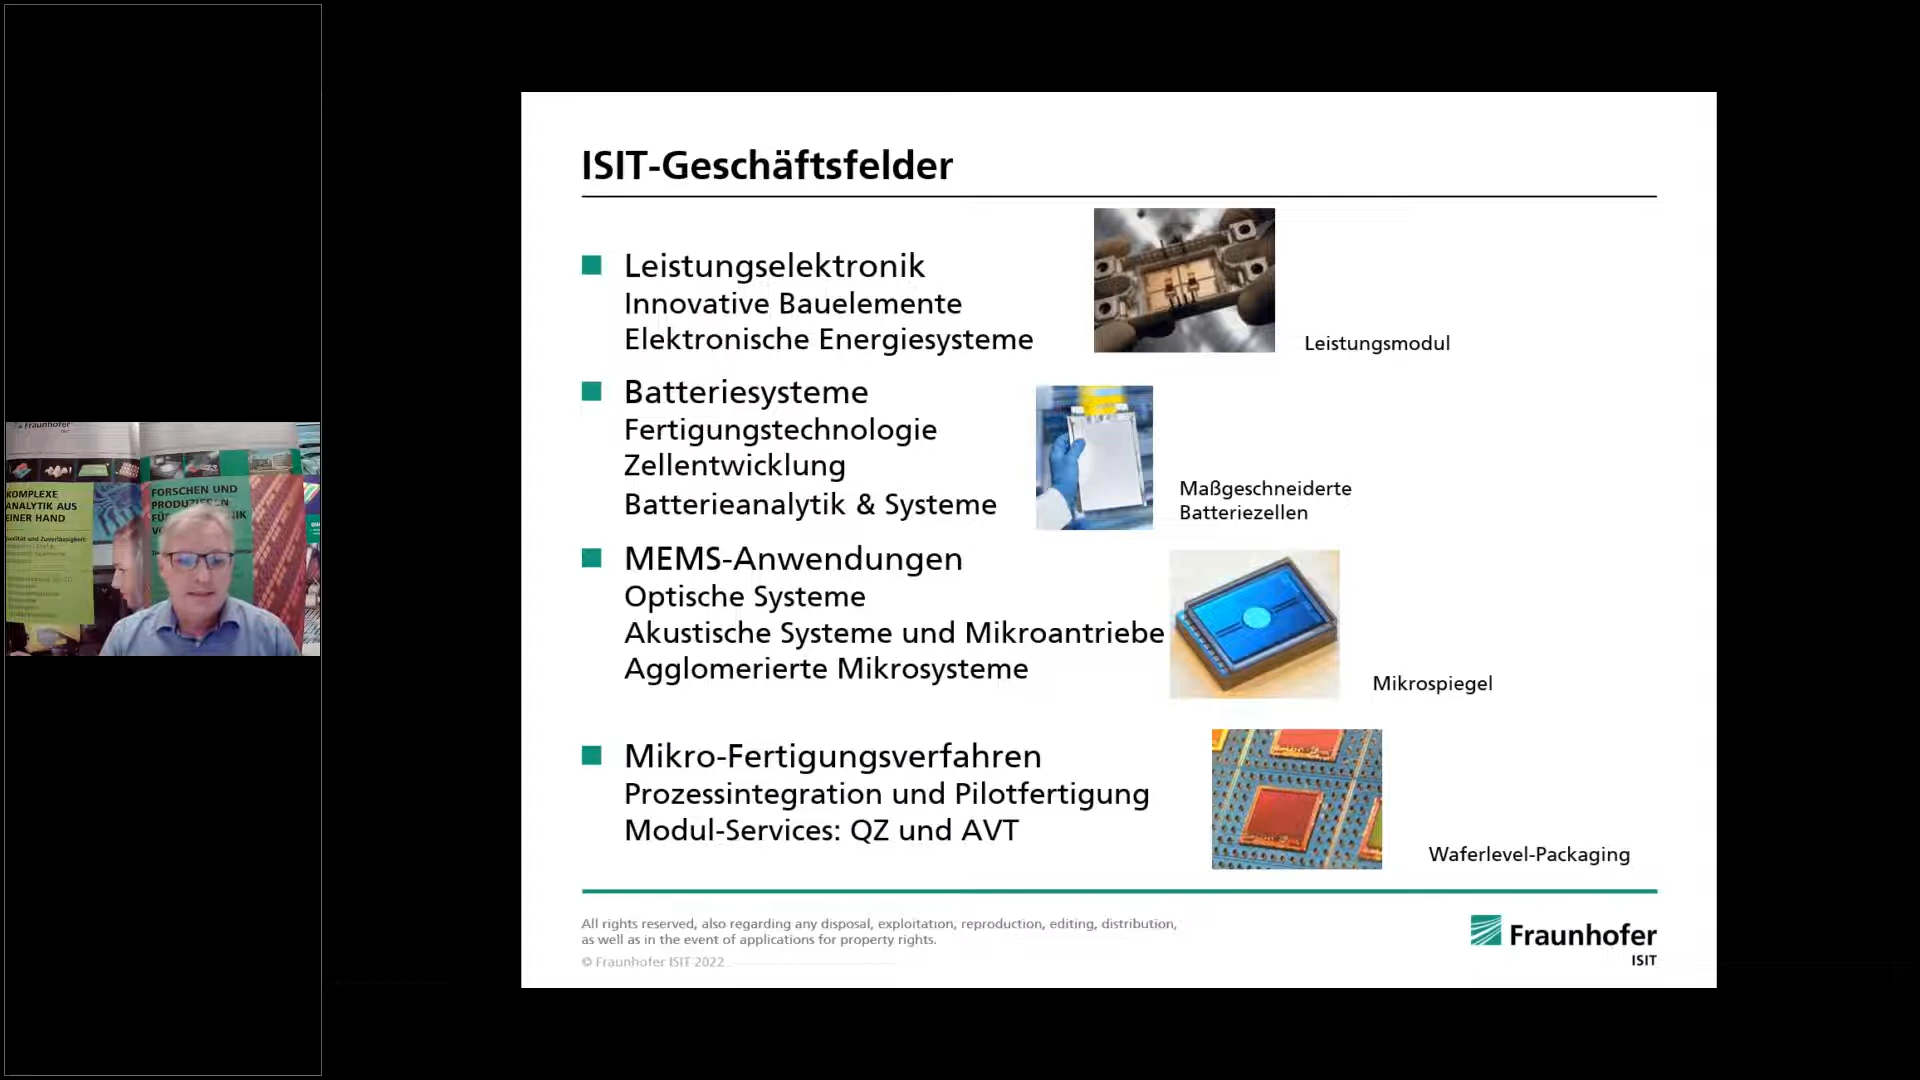 Fraunhofer
KOMPLEXE
ANALYTIK AUS
EINER HAND
FORSCHEN UND
ISIT-Geschäftsfelder
Leistungselektronik
Innovative Bauelemente
Elektronische Energiesysteme
Leistungsmodul
Batteriesysteme
Fertigungstechnologie
Zellentwicklung
Batterieanalytik & Systeme
Maßgeschneiderte
Batteriezellen
MEMS-Anwendungen
Optische Systeme
Akustische Systeme und Mikroantriebe
Agglomerierte Mikrosysteme
Mikrospiegel
Mikro-Fertigungsverfahren
Prozessintegration und Pilotfertigung
Modul-Services: QZ und AVT
Waferlevel-Packaging
All rights reserved, also regarding any disposal, exploitation, reproduction, editing, distribution,
as well as in the event of applications for property rights.
© Fraunhofer ISIT 2022
Fraunhofer
ISIT